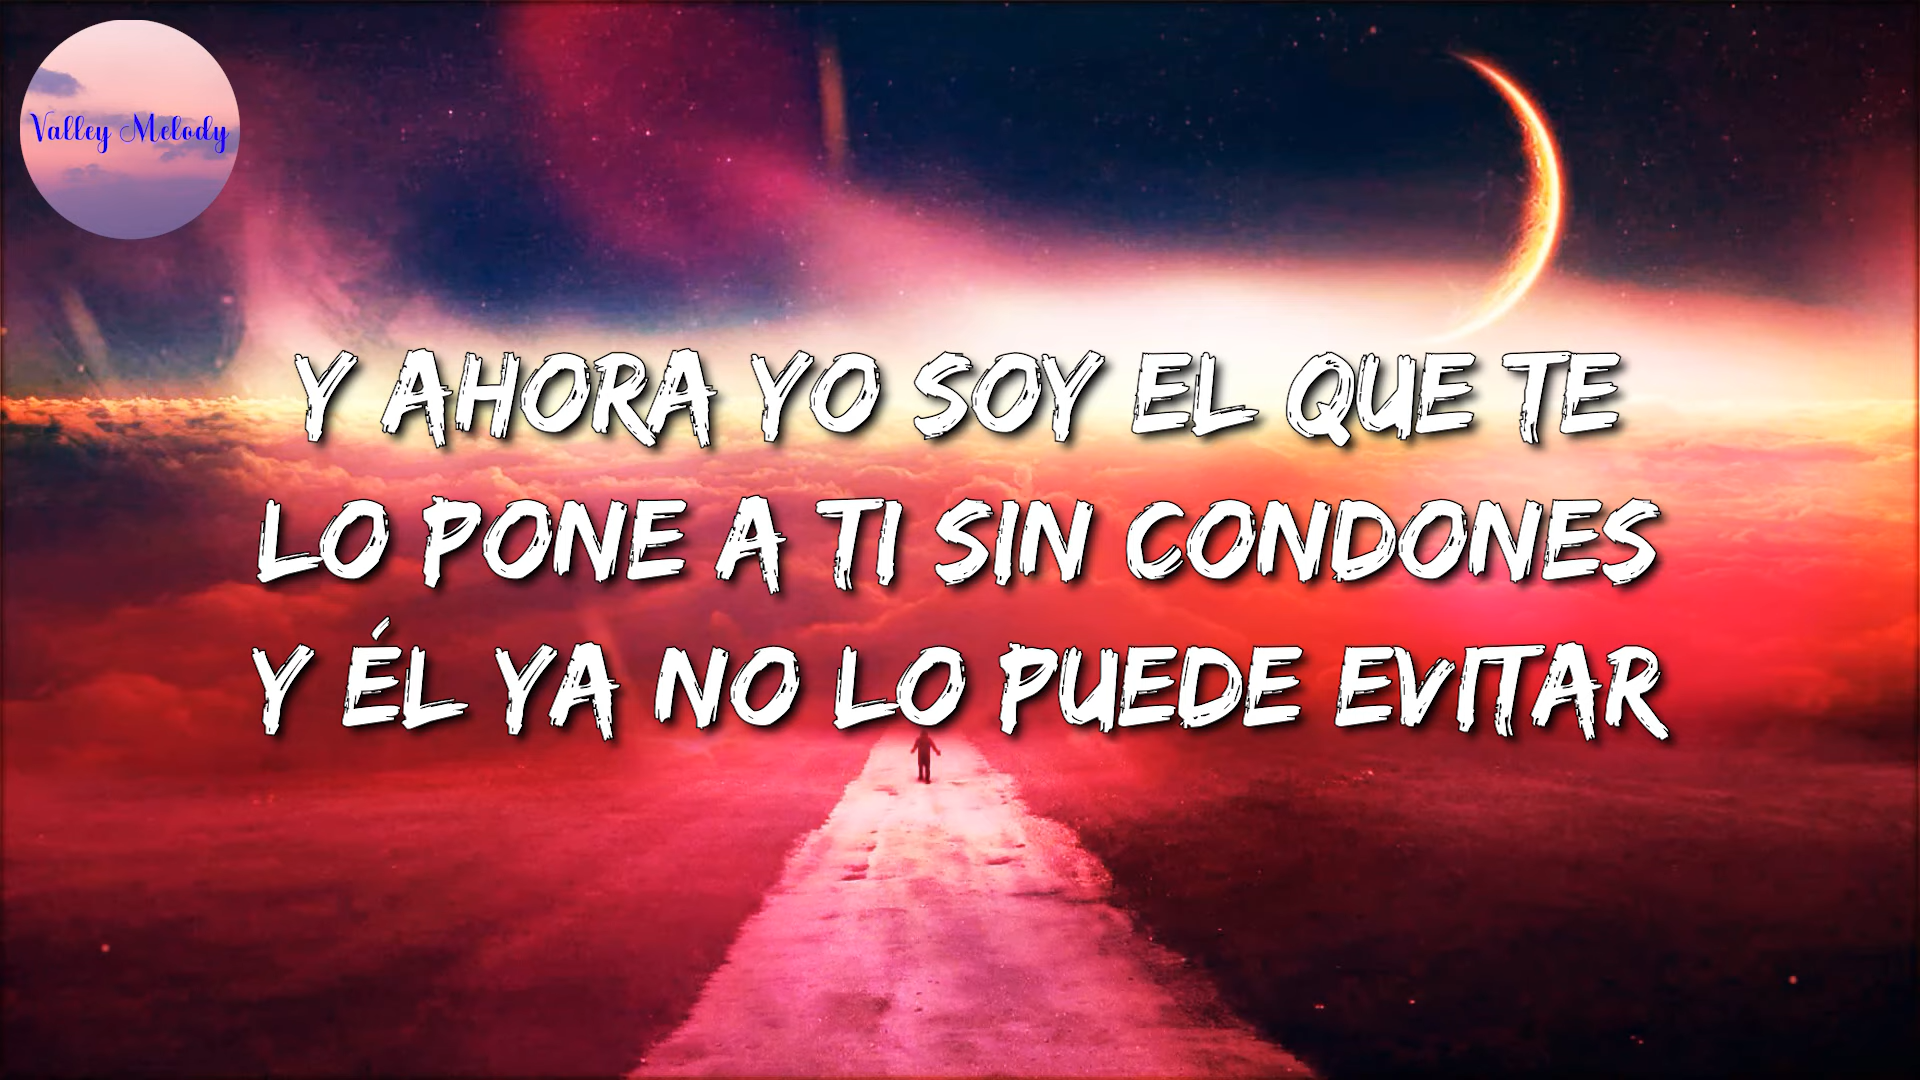 Valley Melody
Y AHORA YO SOY EL QUE TE
LO PONE A TI SIN CONDONES
Y ÉL YA NO LO PUEDE EVITAR